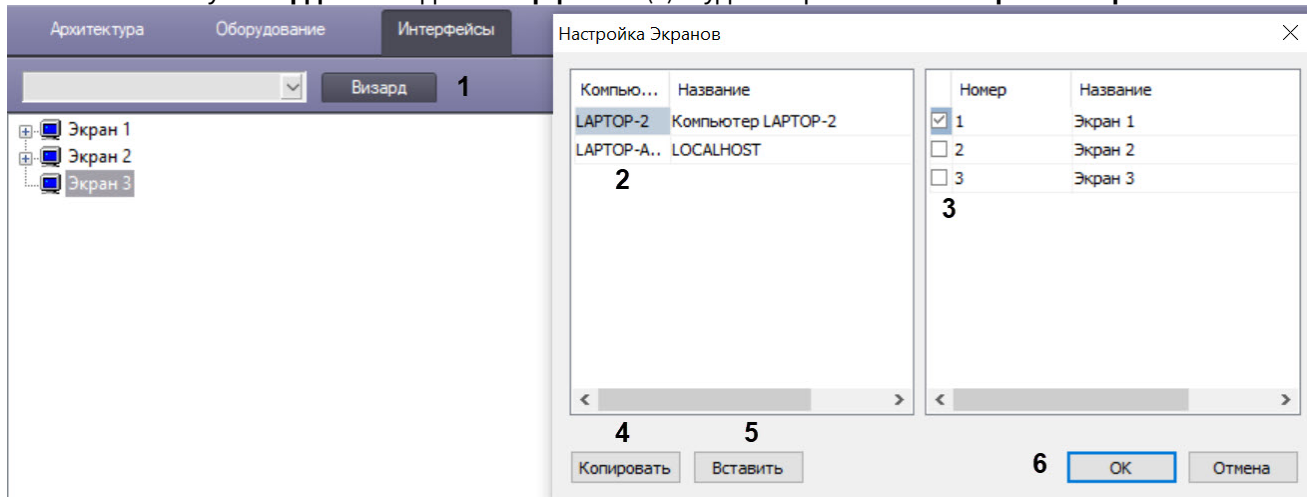 Архитектура Оборудование Интерфейсы
Визард 1
Экран 1
Экран 2
Экран 3
Настройка Экранов
Компью... Название
LAPTOP-2 Компьютер LAPTOP-2
LAPTOP-A.. LOCALHOST
2
Номер Название
1 Экран 1
2 Экран 2
3 Экран 3
3
4 5
Копировать Вставить
6 OK Отмена